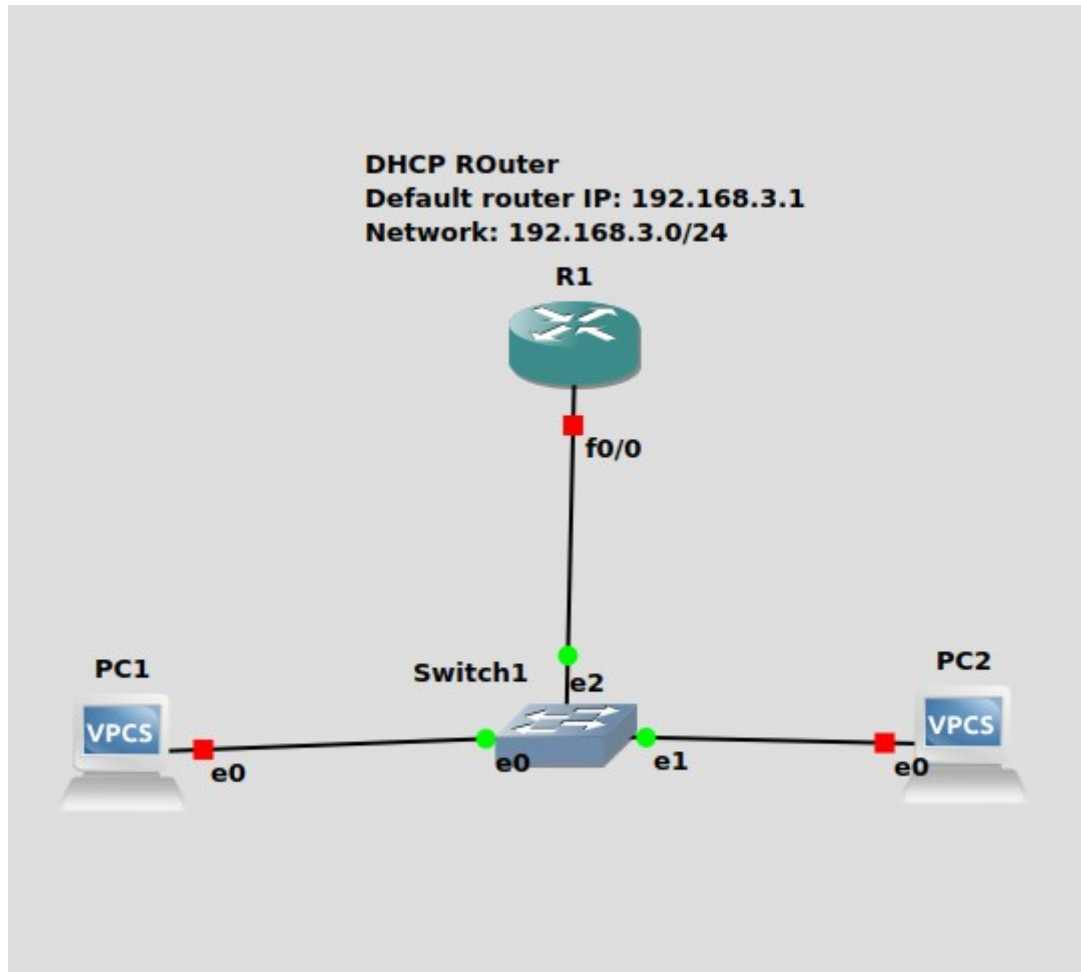 DHCP ROuter
Default router IP: 192.168.3.1
Network: 192.168.3.0/24
R1
f0/0
PC1
Switch1
e2
PC2
VPCS
VPCS
e0
e0
e1
e0